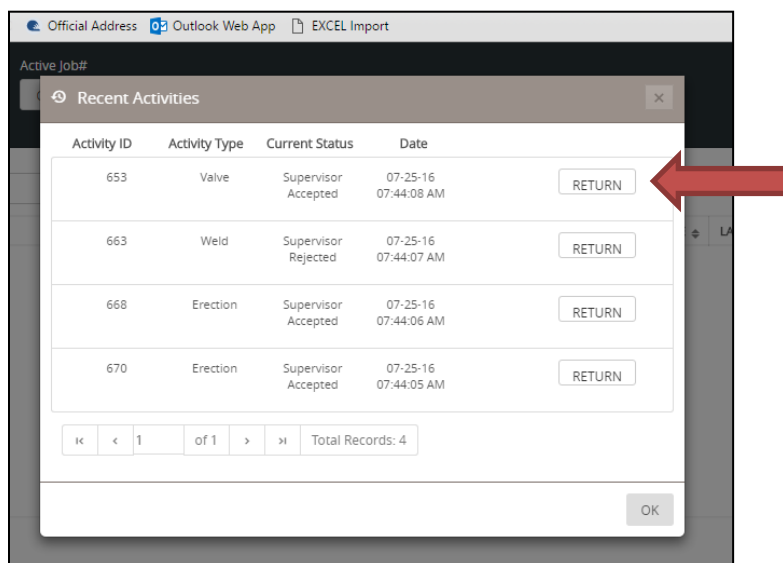 Official Address Outlook Web App EXCEL Import
Active Job#
Recent Activities
Activity ID Activity Type Current Status Date
653 Valve Supervisor Accepted 07-25-16 07:44:08 AM RETURN
663 Weld Supervisor Rejected 07-25-16 07:44:07 AM RETURN
668 Erection Supervisor Accepted 07-25-16 07:44:06 AM RETURN
670 Erection Supervisor Accepted 07-25-16 07:44:05 AM RETURN
1 of 1 Total Records: 4
OK